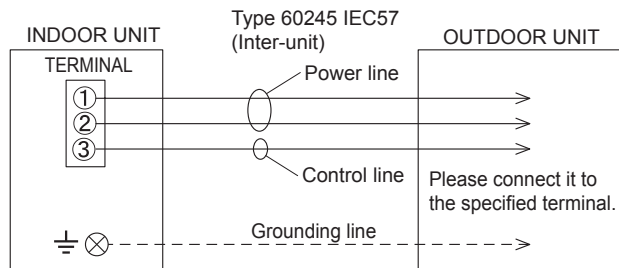 Type 60245 IEC57
(Inter-unit)
INDOOR UNIT
OUTDOOR UNIT
TERMINAL
Power line
1
2
3
Control line
Please connect it to
the specified terminal.
Grounding line